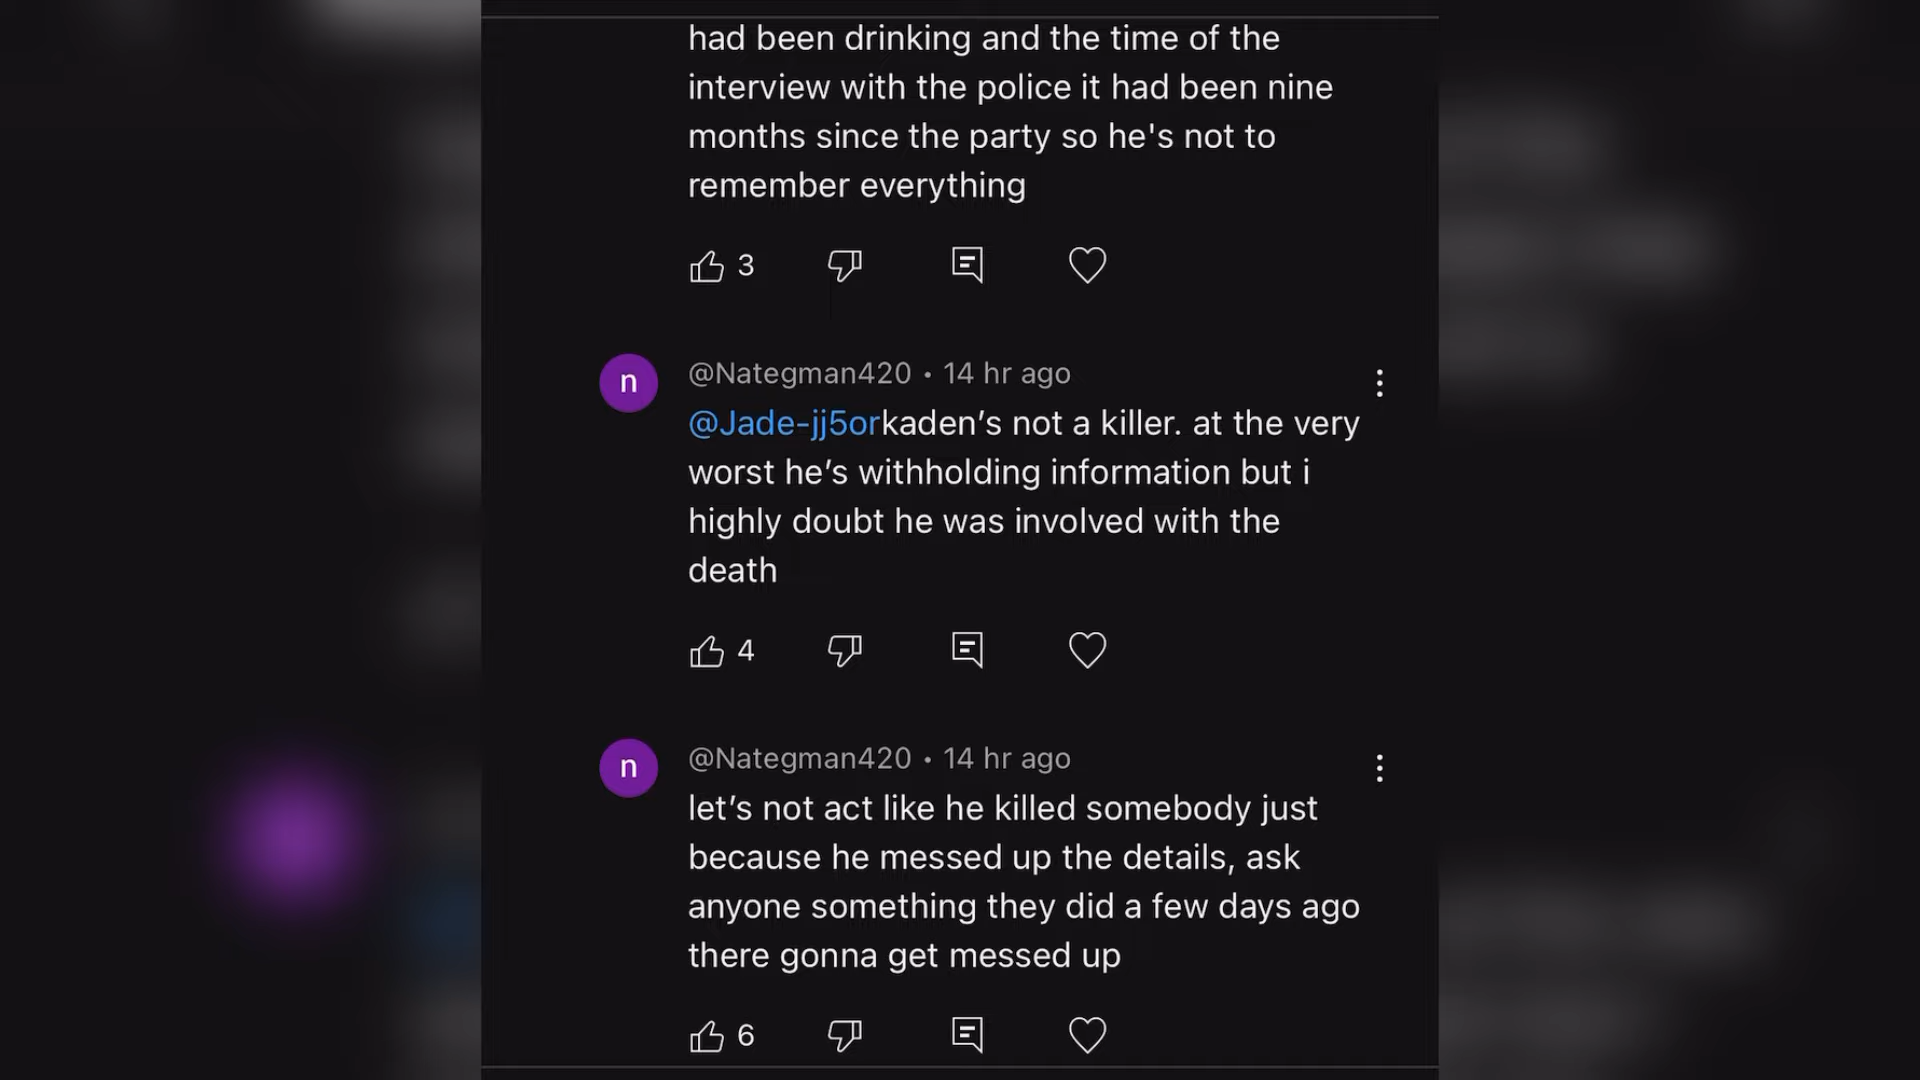 had been drinking and the time of the
interview with the police it had been nine
months since the party so he's not to
remember everything
3
n
@Nategman420 • 14 hr ago
@Jade-jj5orkaden’s not a killer. at the very
worst he’s withholding information but i
highly doubt he was involved with the
death
4
n
@Nategman420 • 14 hr ago
let’s not act like he killed somebody just
because he messed up the details, ask
anyone something they did a few days ago
there gonna get messed up
6